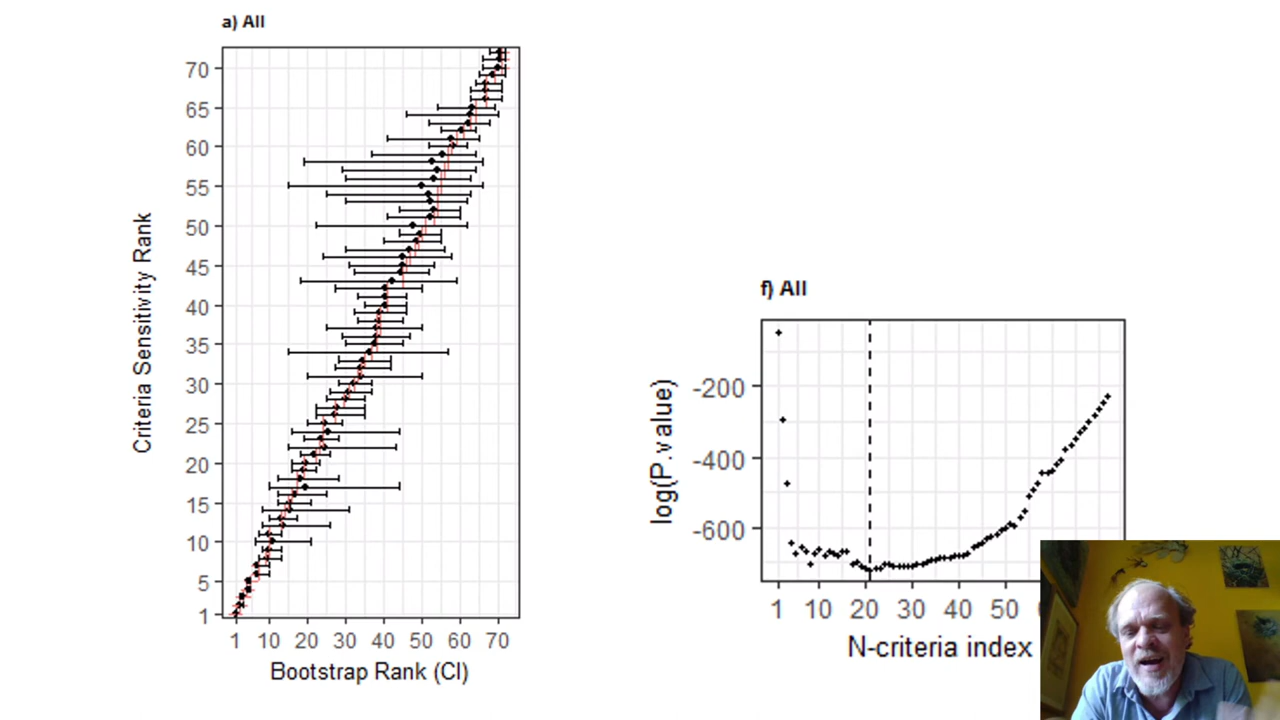 a) All
70
65
60
55
50
45
40
35
30
25
20
15
10
5
1
Criteria Sensitivity Rank
1 10 20 30 40 50 60 70
Bootstrap Rank (CI)
f) All
-200
-400
-600
log(P.value)
1 10 20 30 40 50
N-criteria index